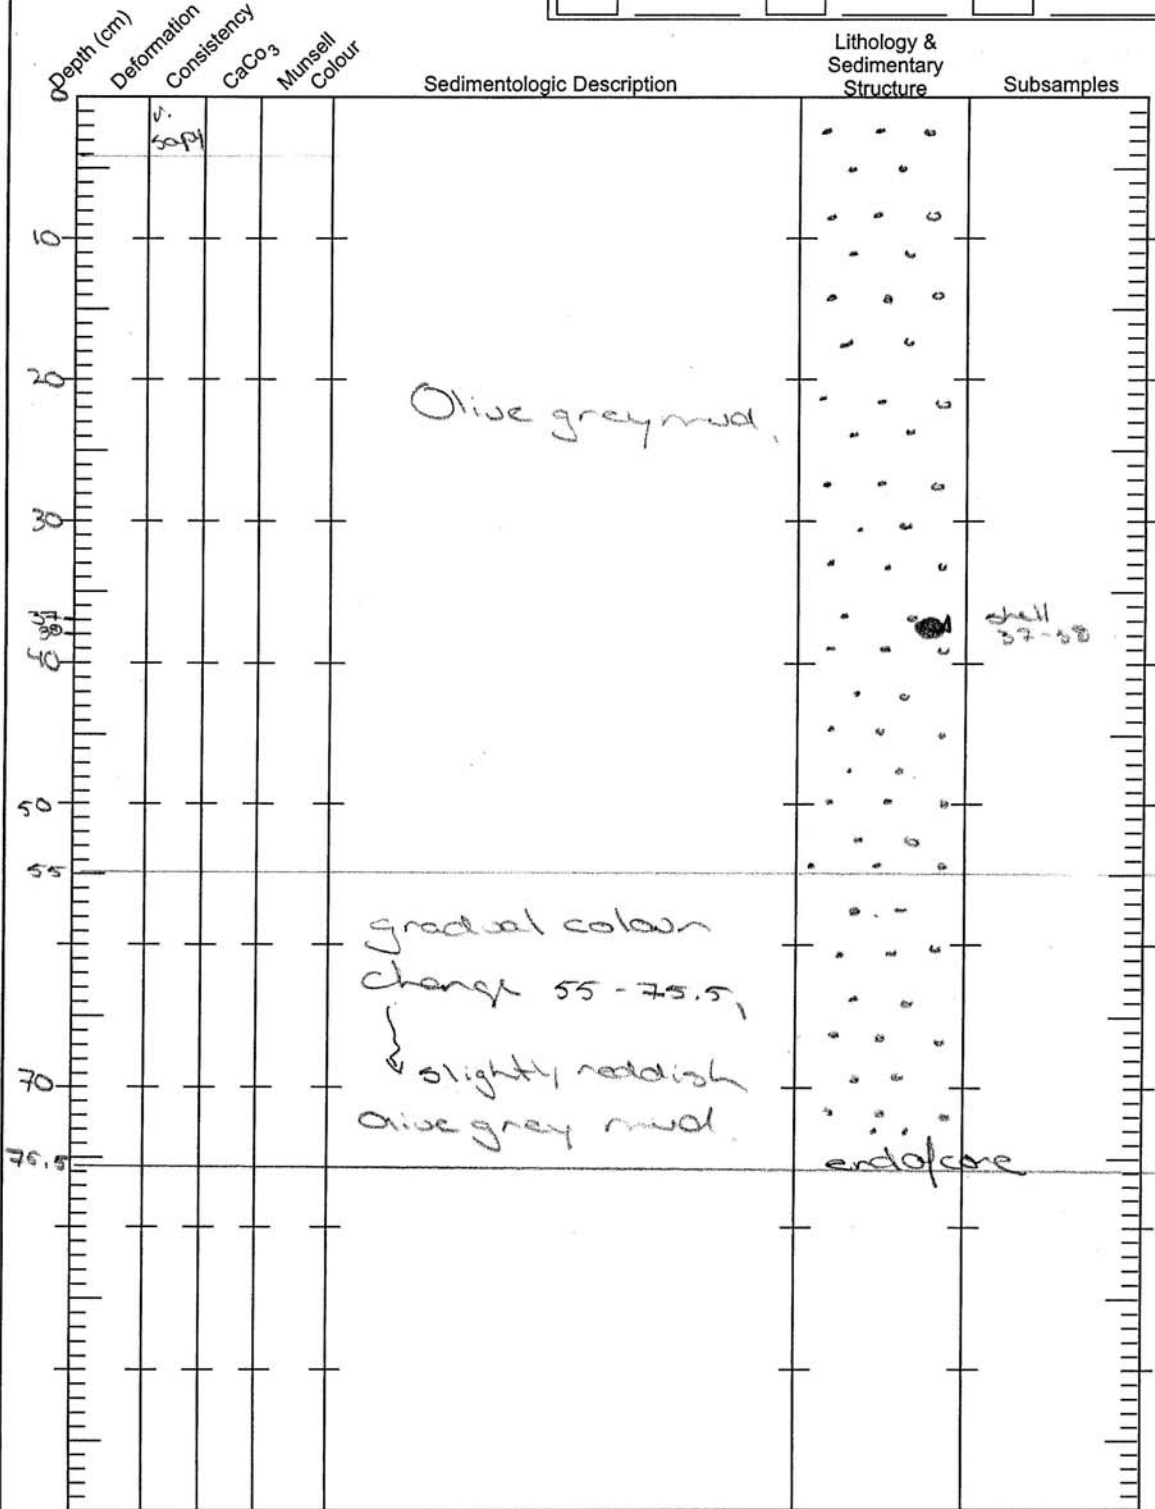 Depth (cm)
Deformation
Consistency
CaCo3
Munsell
Colour
Sedimentologic Description
Lithology &
Sedimentary
Structure
Subsamples
0
v.
10
20
Olive grey mud,
30
37
38
shell
37-38
40
50
55
gradual colour
change 55-75.5,
slightly reddish
70
Olive grey mud.
75.5
end of core